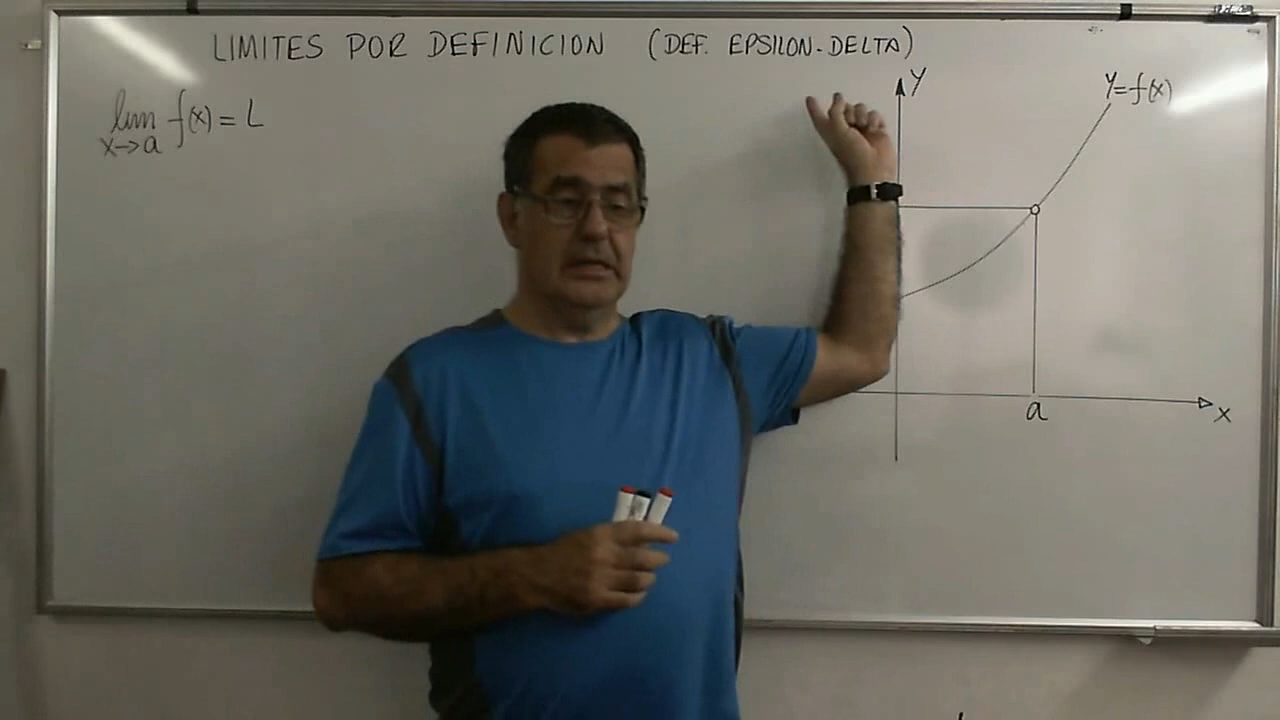 LIMITES POR DEFINICION (DEF. EPSILON-DELTA)
lim f(x) = L
x→a
Y
Y=f(x)
a
x